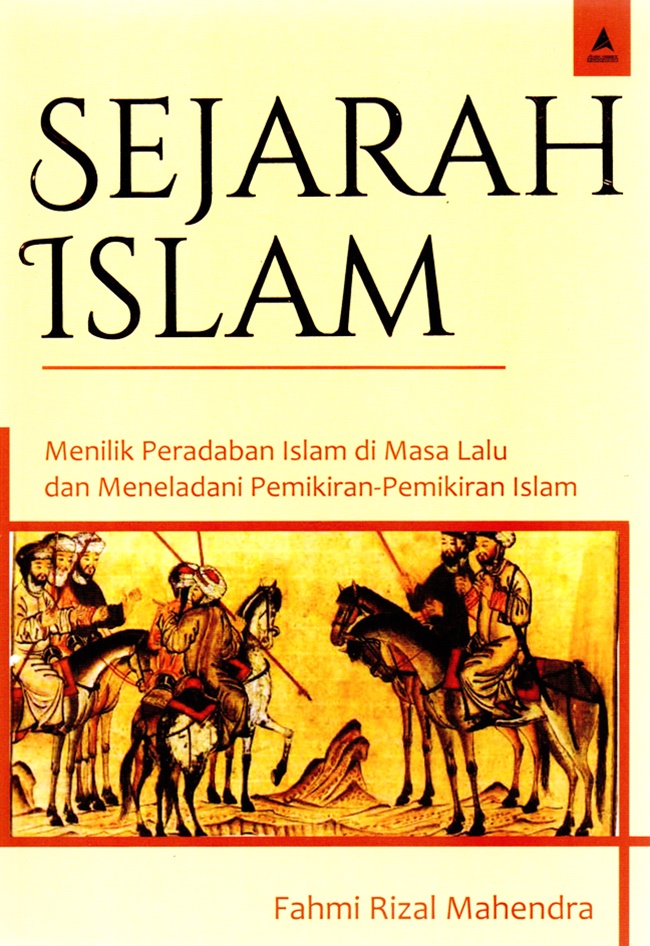 SEJARAH
ISLAM
Menilik Peradaban Islam di Masa Lalu
dan Meneladani Pemikiran-Pemikiran Islam
Fahmi Rizal Mahendra